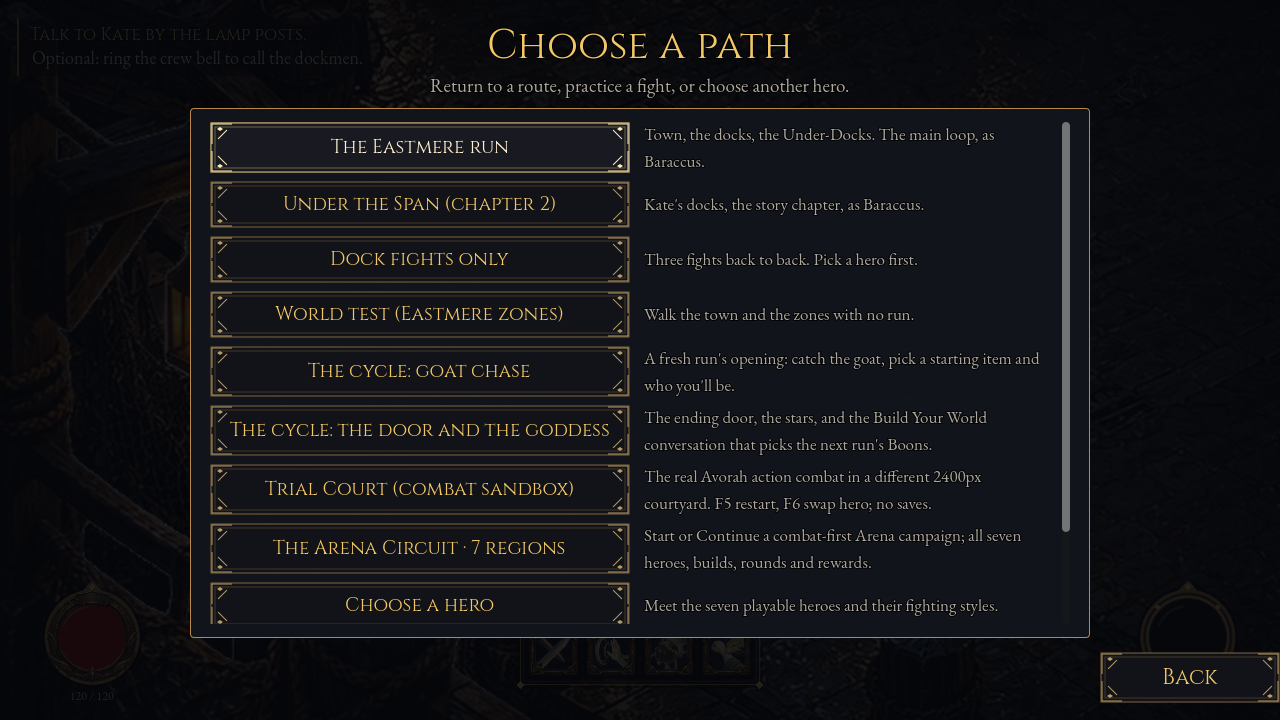 Talk to Kate by the lamp posts.
Optional: ring the crew bell to call the dockmen.
Choose a path
Return to a route, practice a fight, or choose another hero.
The Eastmere run
Town, the docks, the Under-Docks. The main loop, as
Baraccus.
Under the Span (chapter 2)
Kate's docks, the story chapter, as Baraccus.
Dock fights only
Three fights back to back. Pick a hero first.
World test (Eastmere zones)
Walk the town and the zones with no run.
The cycle: goat chase
A fresh run's opening: catch the goat, pick a starting item and
who you'll be.
The cycle: the door and the goddess
The ending door, the stars, and the Build Your World
conversation that picks the next run's Boons.
Trial Court (combat sandbox)
The real Avorah action combat in a different 2400px
courtyard. F5 restart, F6 swap hero; no saves.
The Arena Circuit · 7 regions
Start or Continue a combat-first Arena campaign; all seven
heroes, builds, rounds and rewards.
Choose a hero
Meet the seven playable heroes and their fighting styles.
Back
120 / 120